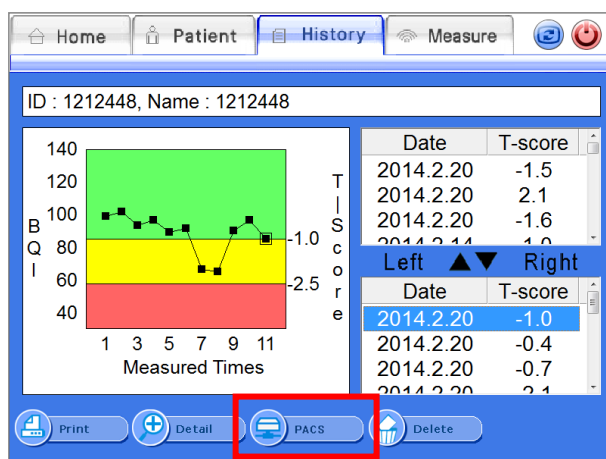 Home Patient History Measure
ID : 1212448, Name : 1212448
140
120
100
80
60
40
BQI
-1.0
-2.5
T-Score
1 3 5 7 9 11
Measured Times
Date T-score
2014.2.20 -1.5
2014.2.20 2.1
2014.2.20 -1.6
Left ▲▼ Right
Date T-score
2014.2.20 -1.0
2014.2.20 -0.4
2014.2.20 -0.7
Print Detail PACS Delete